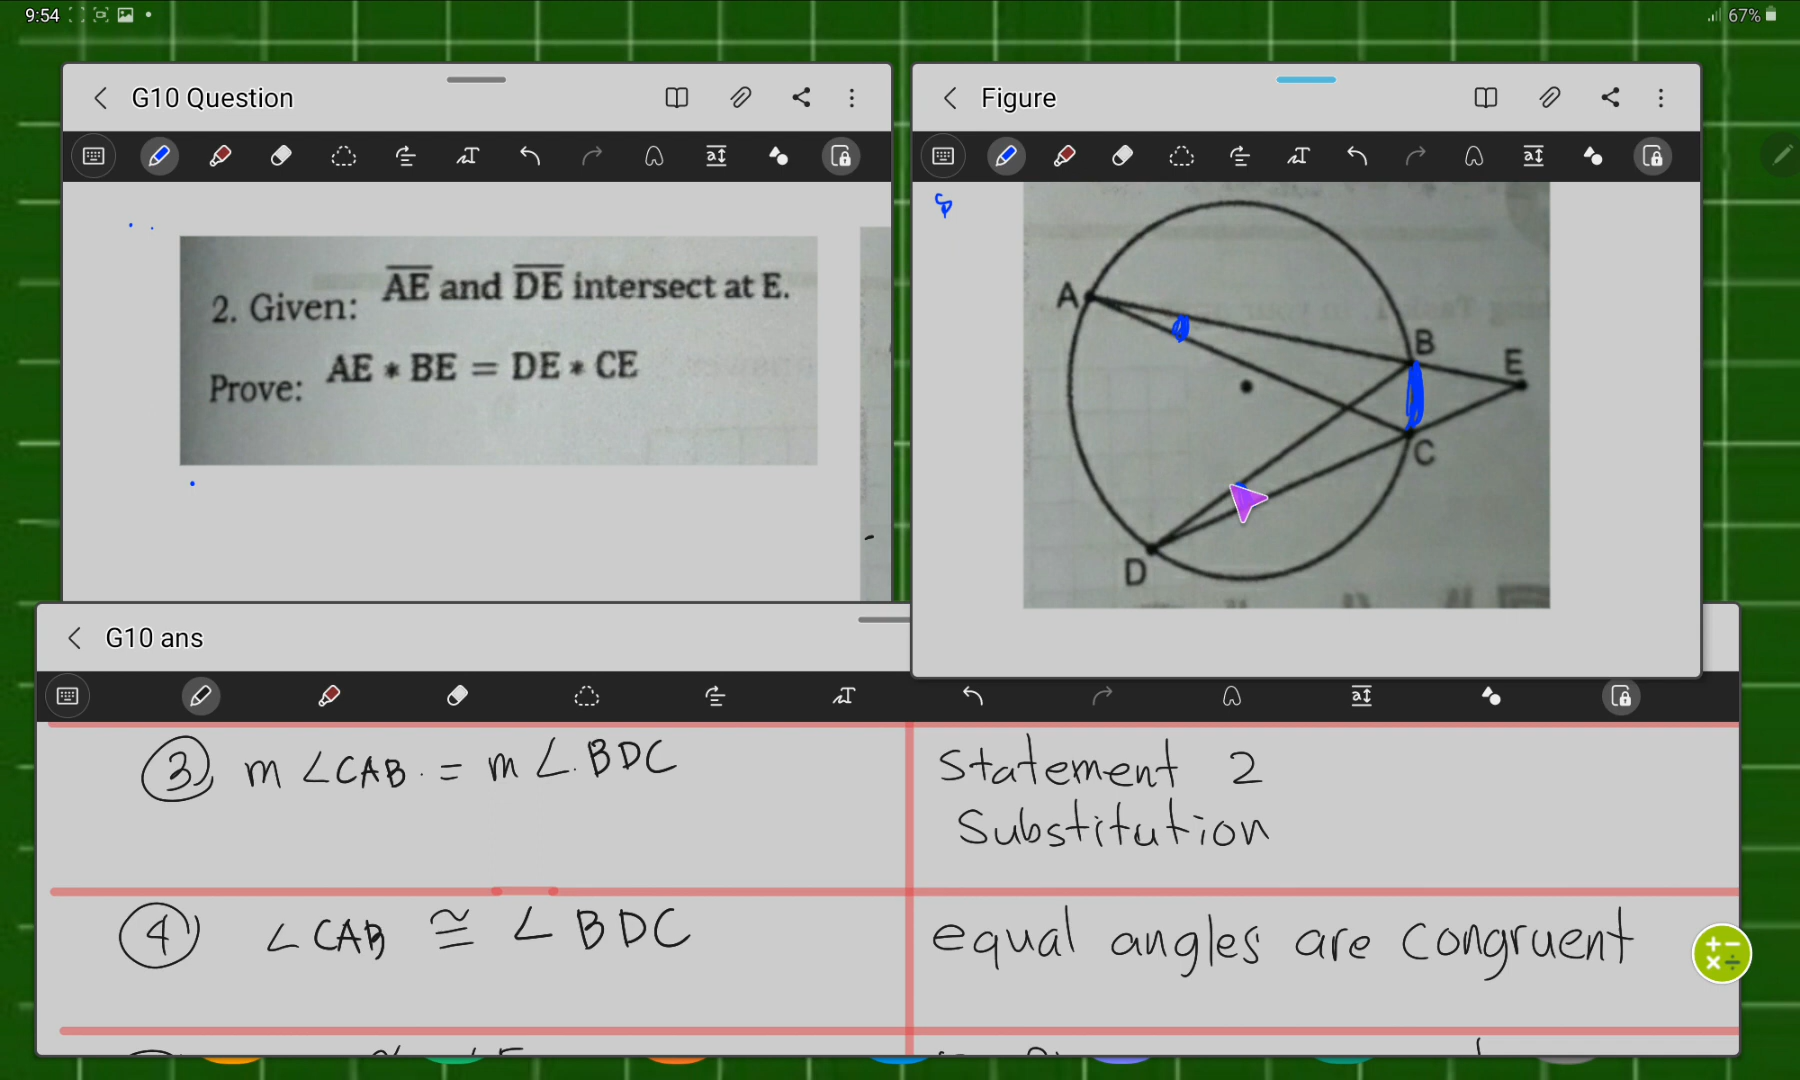 9:54
67%
G10 Question
2. Given: AE and DE intersect at E.
Prove: AE * BE = DE * CE
Figure
A
B
E
C
D
G10 ans
3 m ∠CAB = m ∠BDC
Statement 2
Substitution
4 ∠CAB ≅ ∠BDC
equal angles are congruent